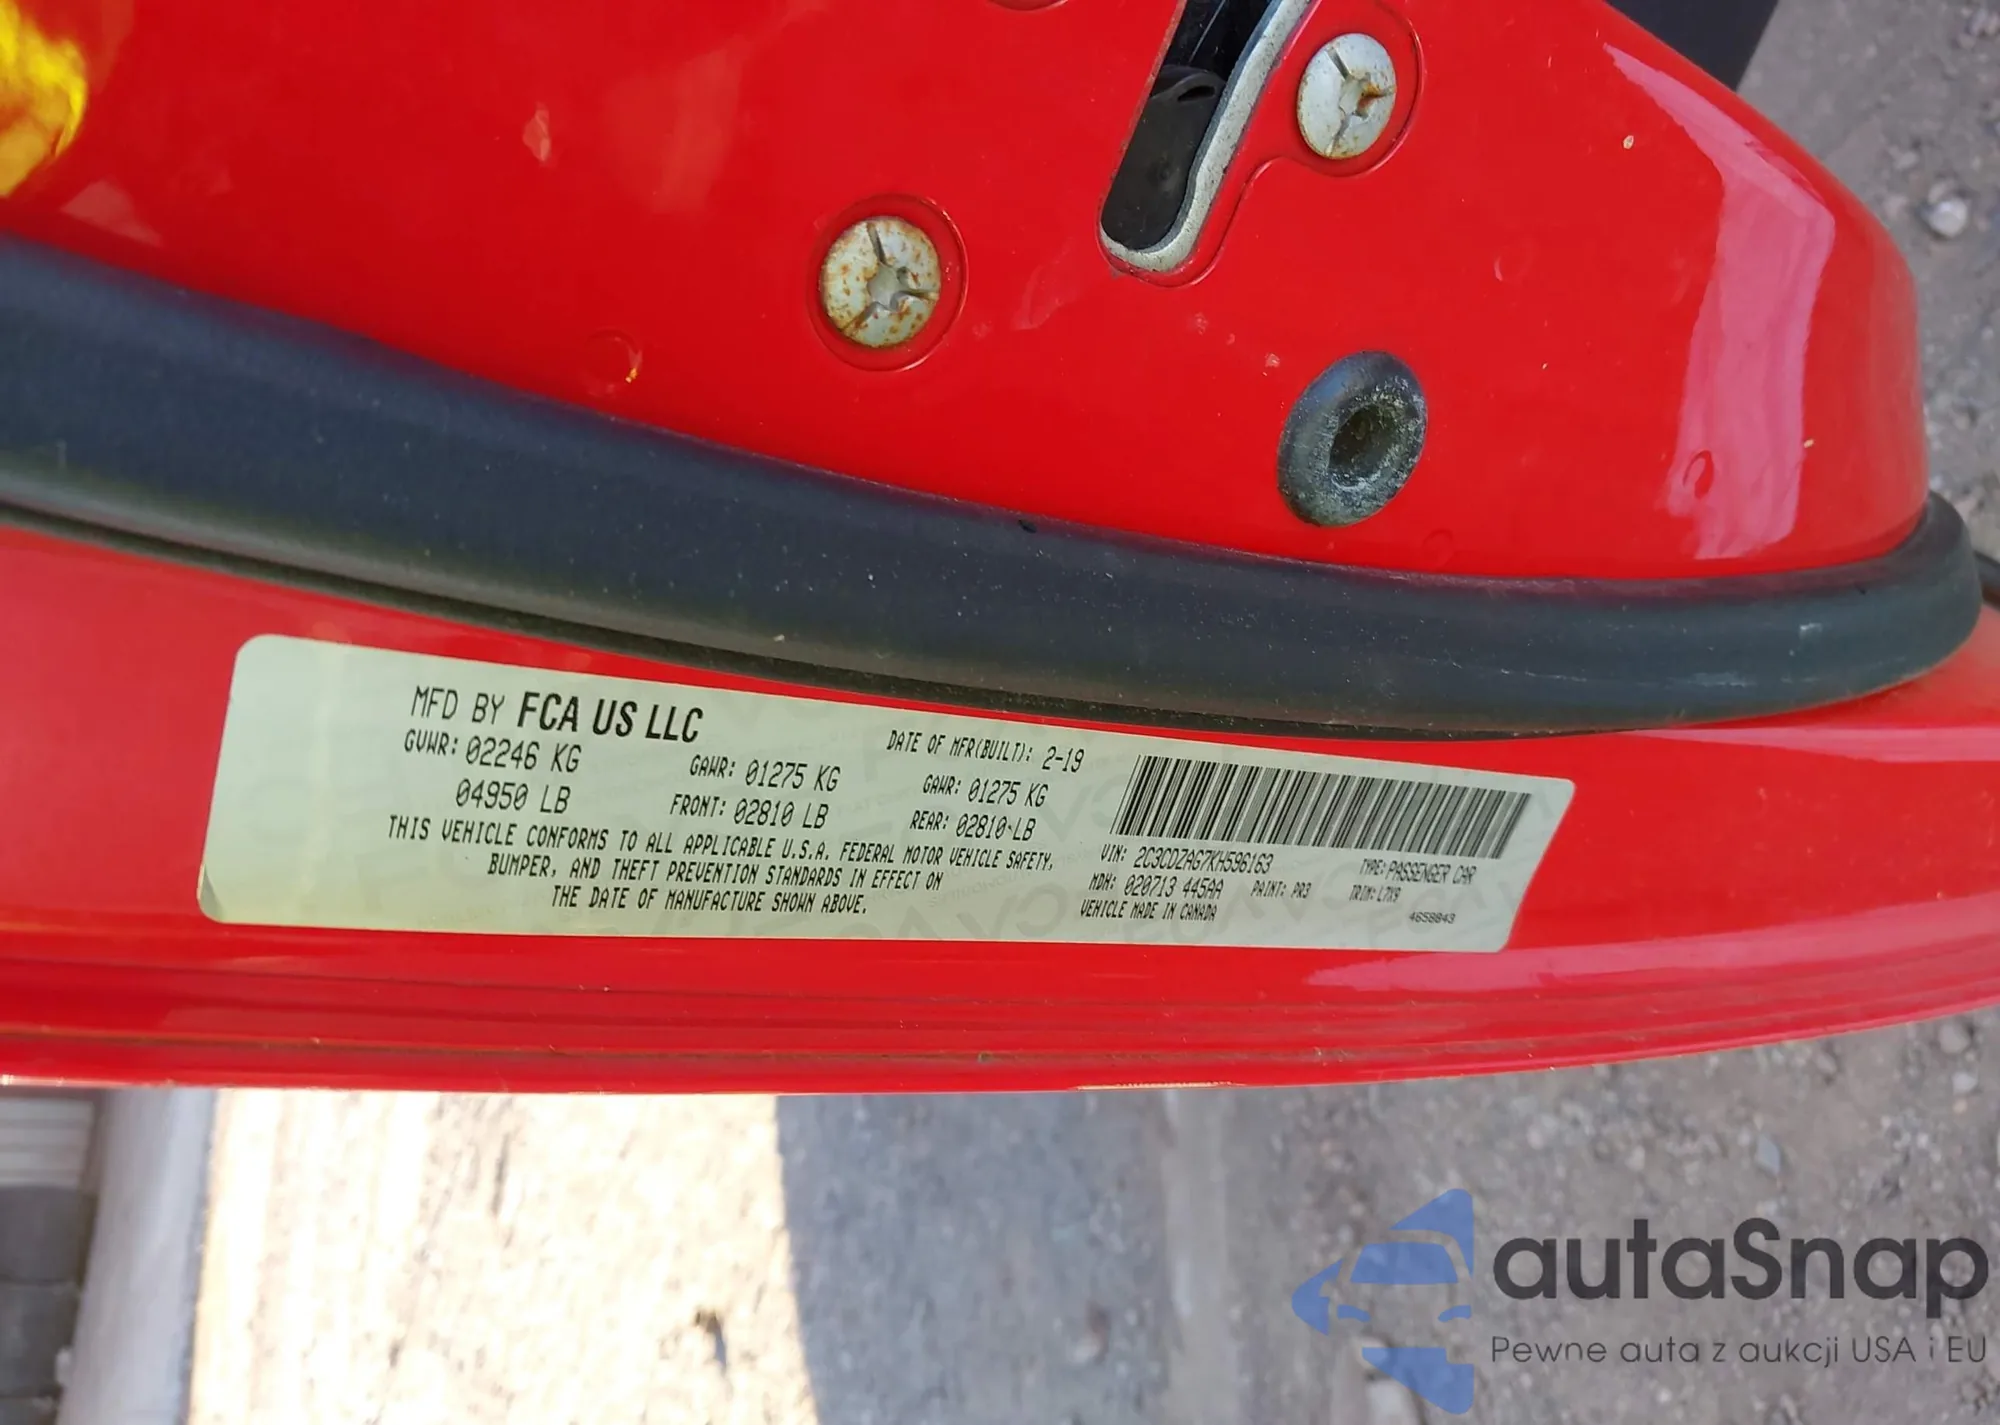 MFD BY FCA US LLC
DATE OF MFR(BUILT): 2-19
GVWR: 02246 KG
04950 LB
GAWR: 01275 KG
FRONT: 02810 LB
GAWR: 01275 KG
REAR: 02810 LB
THIS VEHICLE CONFORMS TO ALL APPLICABLE U.S.A. FEDERAL MOTOR VEHICLE SAFETY,
BUMPER, AND THEFT PREVENTION STANDARDS IN EFFECT ON
THE DATE OF MANUFACTURE SHOWN ABOVE.
VIN: 2C3CDZAG7KH596163
TYPE: PASSENGER CAR
MDH: 020713 445AA
PAINT: PR3
TRIM: L7X9
VEHICLE MADE IN CANADA
4658843
autaSnap
Pewne auta z aukcji USA i EU